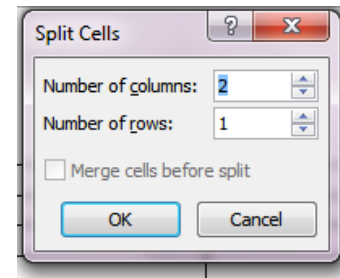 Split Cells
Number of columns: 2
Number of rows: 1
Merge cells before split
OK Cancel